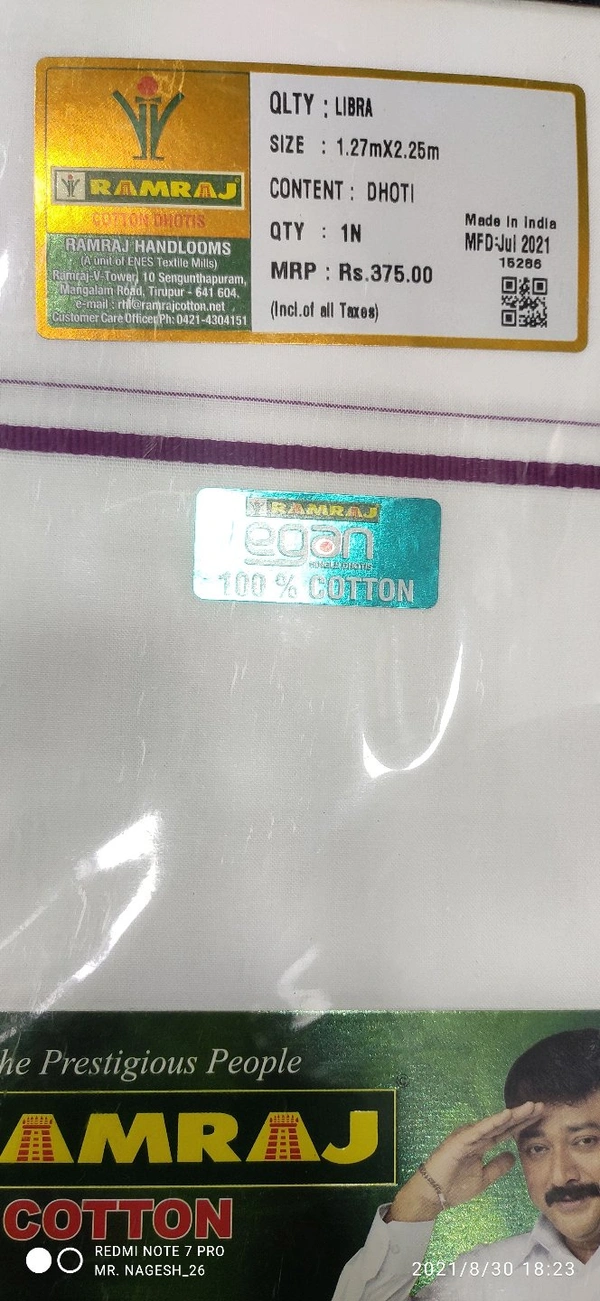 QLTY : LIBRA
SIZE : 1.27mX2.25m
CONTENT : DHOTI
QTY : 1N
MRP : Rs.375.00
(Incl.of all Taxes)
Made in India
MFD:Jul 2021
15286
RAMRAJ
COTTON DHOTIS
RAMRAJ HANDLOOMS
(A unit of ENES Textile Mills)
Ramraj-V-Tower, 10 Sengunthapuram,
Mangalam Road, Tirupur - 641 604.
e-mail : rhl@ramrajcotton.net
Customer Care Officer Ph: 0421-4304151
RAMRAJ
egan
DHOTIS
100 % COTTON
he Prestigious People
AMRAJ
COTTON
REDMI NOTE 7 PRO
MR. NAGESH_26
2021/8/30 18:23